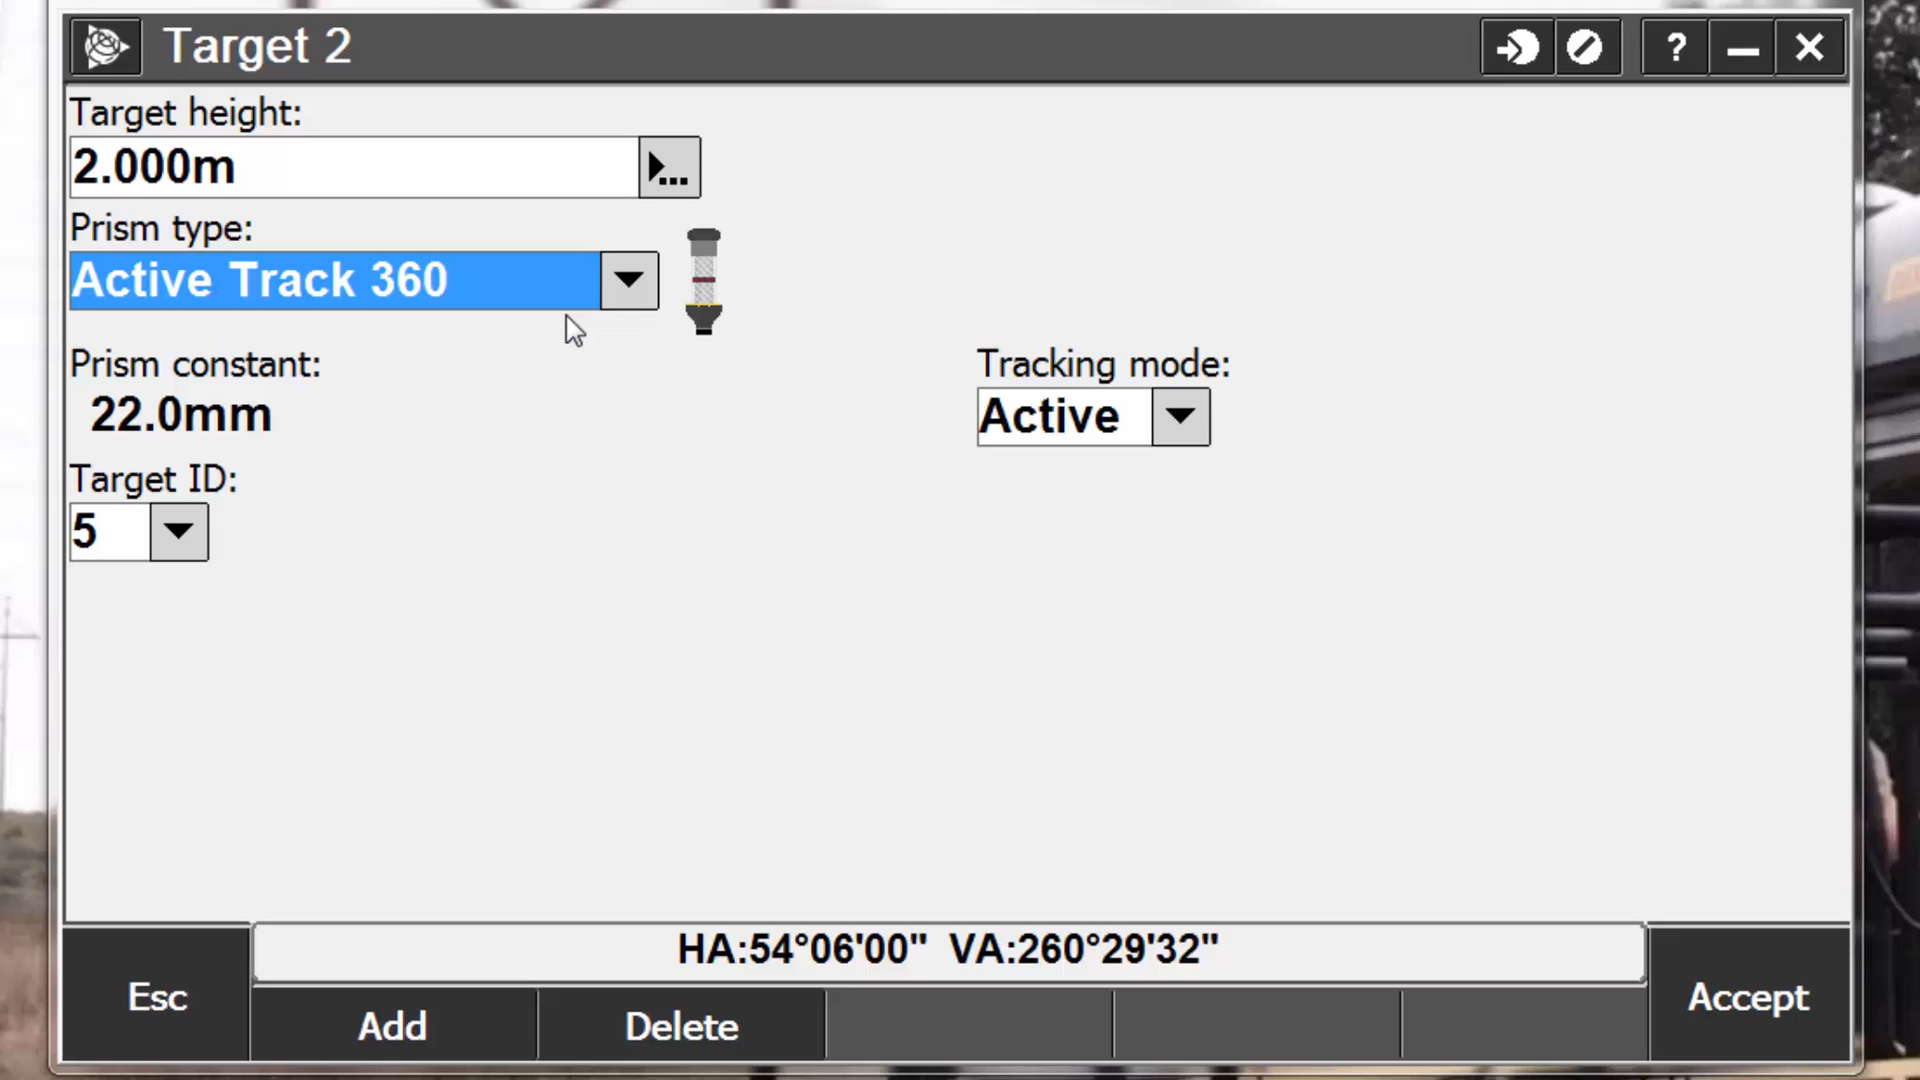 Target 2
?
Target height:
2.000m
Prism type:
Active Track 360
Prism constant:
Tracking mode:
22.0mm
Active
Target ID:
5
HA:54°06'00" VA:260°29'32"
Esc
Add
Delete
Accept